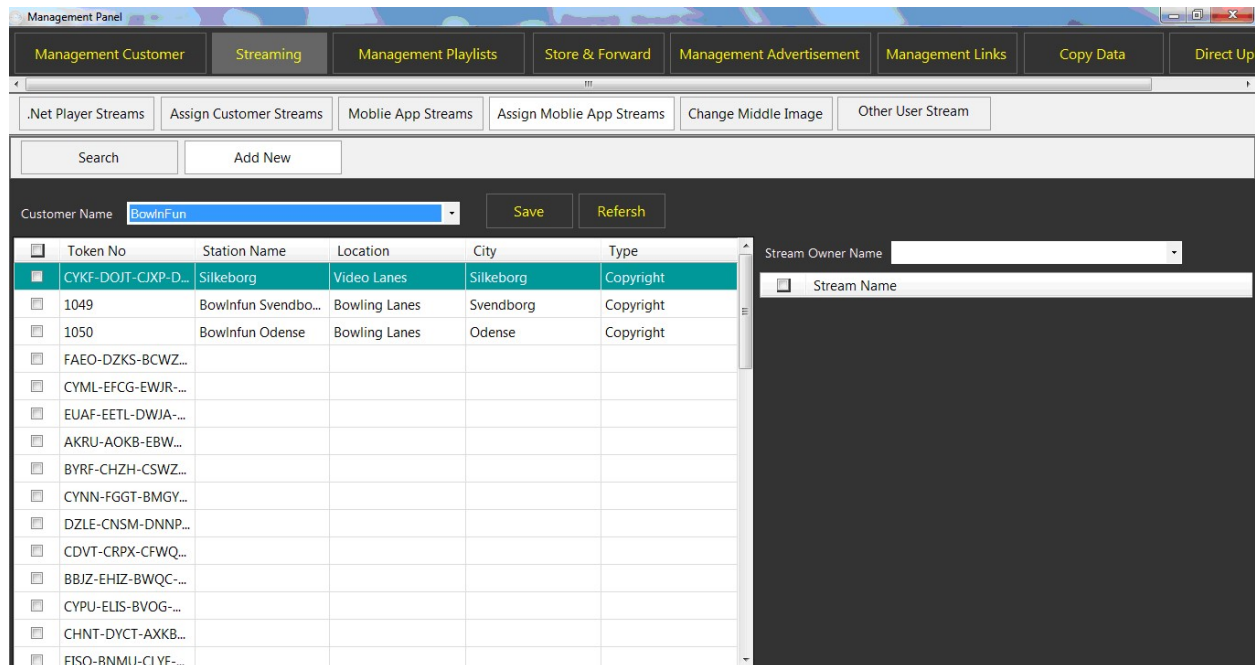 Management Panel
Management Customer Streaming Management Playlists Store & Forward Management Advertisement Management Links Copy Data Direct Up
.Net Player Streams Assign Customer Streams Moblie App Streams Assign Moblie App Streams Change Middle Image Other User Stream
Search Add New
Customer Name BowlnFun Save Refersh
Token No Station Name Location City Type
Stream Owner Name
Stream Name
CYKF-DOJT-CJXP-D... Silkeborg Video Lanes Silkeborg Copyright
1049 Bowlnfun Svendbo... Bowling Lanes Svendborg Copyright
1050 Bowlnfun Odense Bowling Lanes Odense Copyright
FAEO-DZKS-BCWZ...
CYML-EFCG-EWJR-...
EUAF-EETL-DWJA-...
AKRU-AOKB-EBW...
BYRF-CHZH-CSWZ...
CYNN-FGGT-BMGY...
DZLE-CNSM-DNNP...
CDVT-CRPX-CFWQ...
BBJZ-EHIZ-BWQC-...
CYPU-ELIS-BVOG-...
CHNT-DYCT-AXKB...
EISO-BNMU-CLYE-...